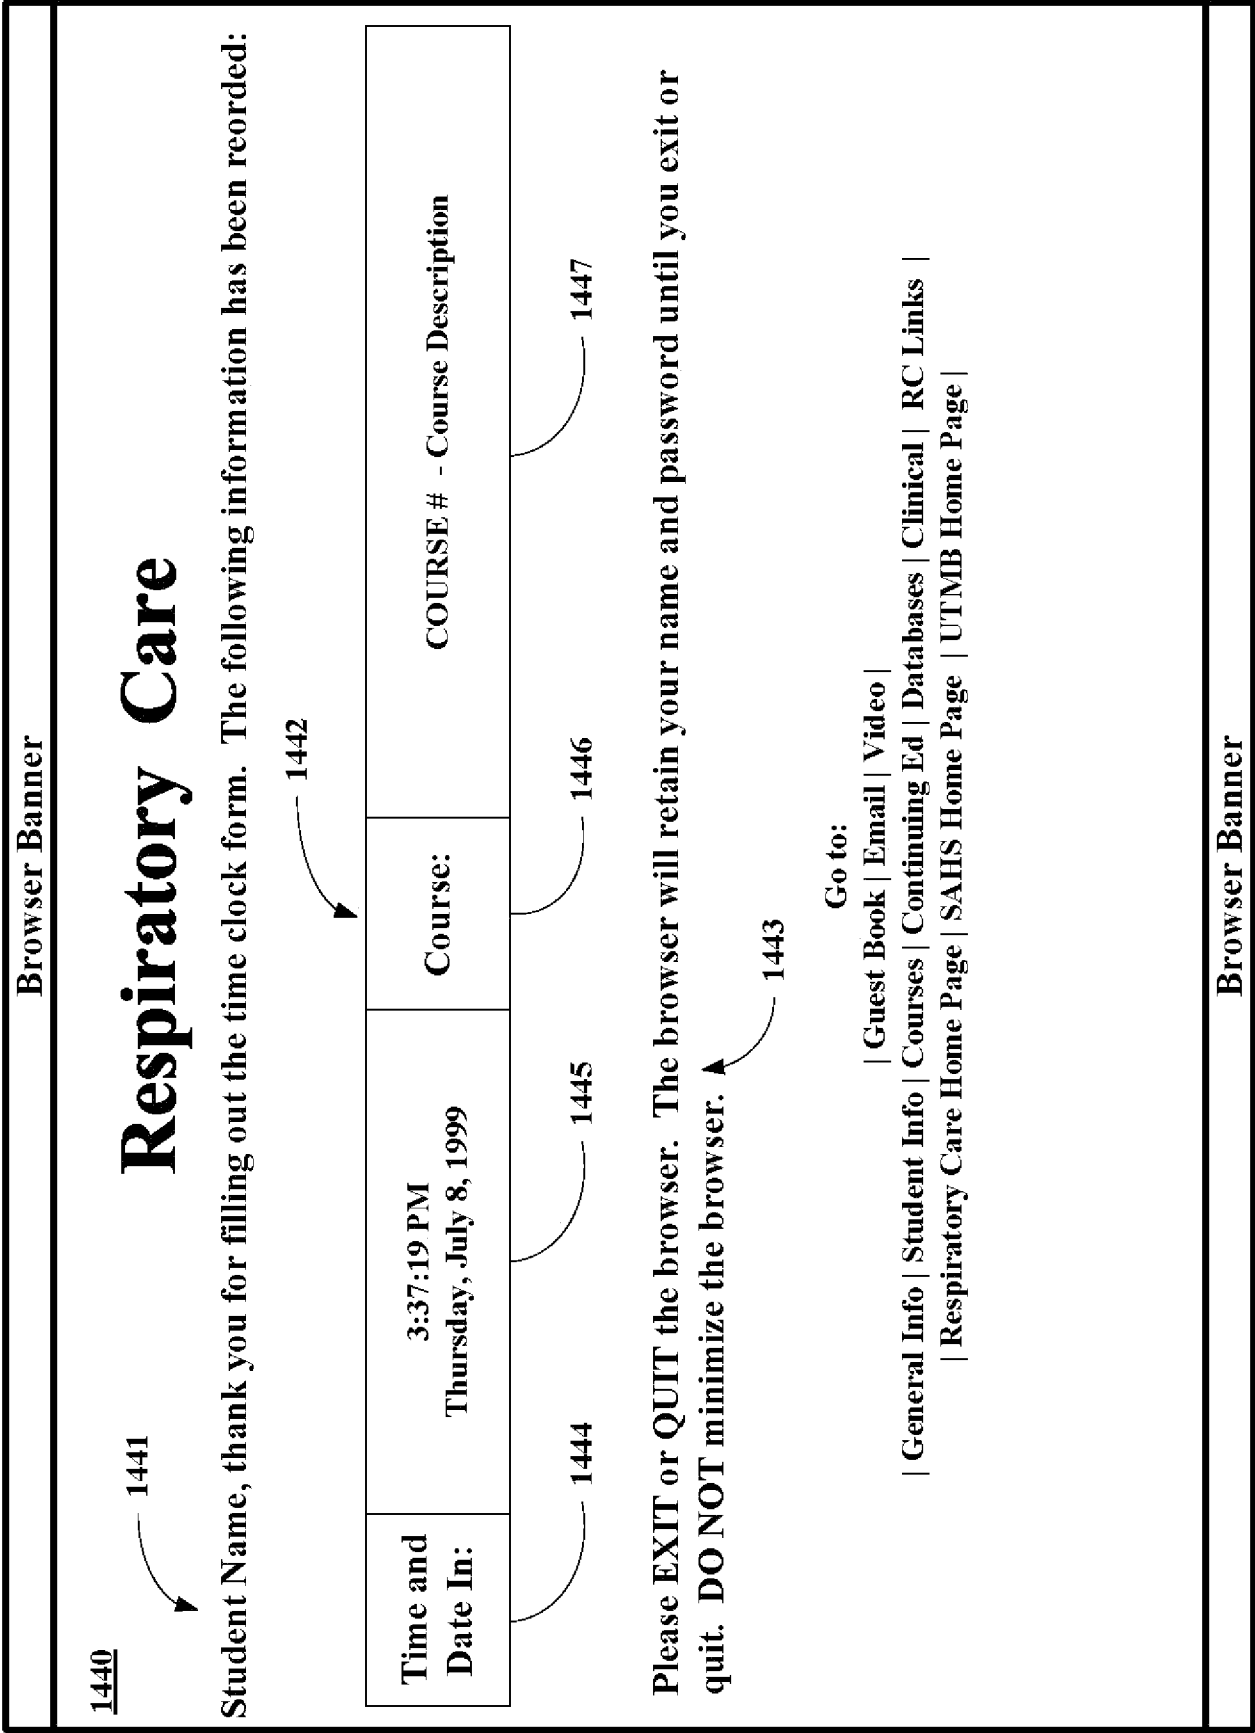 Browser Banner
1440
Respiratory Care
1441
Student Name, thank you for filling out the time clock form. The following information has been reorded:
1442
Time and
Date In:
3:37:19 PM
Thursday, July 8, 1999
Course:
COURSE # - Course Description
1444
1445
1446
1447
Please EXIT or QUIT the browser. The browser will retain your name and password until you exit or
quit. DO NOT minimize the browser.
1443
Go to:
| Guest Book | Email | Video |
| General Info | Student Info | Courses | Continuing Ed | Databases | Clinical | RC Links |
| Respiratory Care Home Page | SAHS Home Page | UTMB Home Page |
Browser Banner